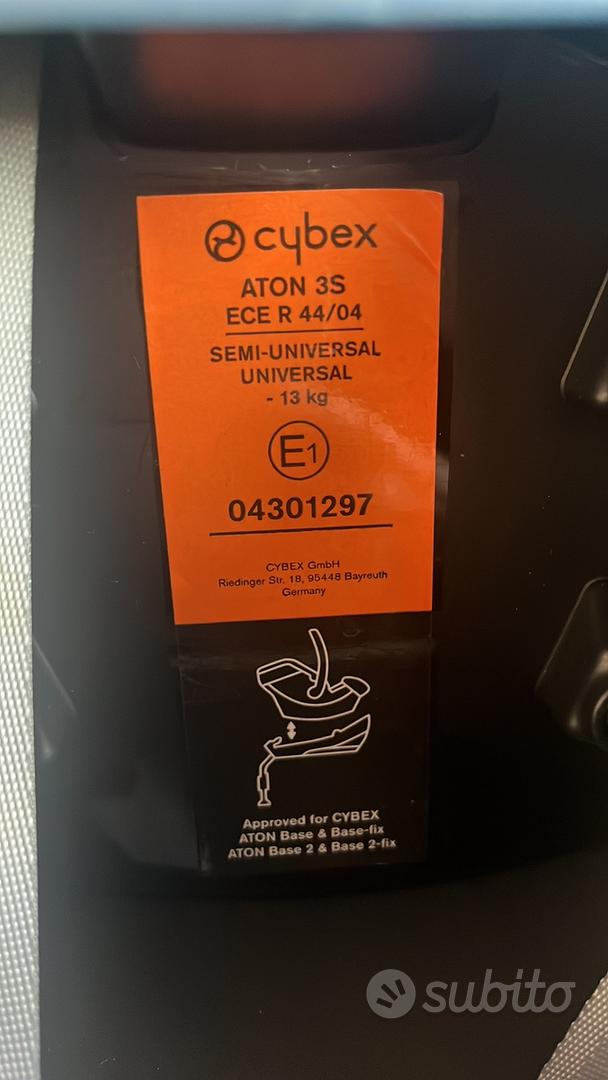 cybex
ATON 3S
ECE R 44/04
SEMI-UNIVERSAL
UNIVERSAL
- 13 kg
E1
04301297
CYBEX GmbH
Riedinger Str. 18, 95448 Bayreuth
Germany
Approved for CYBEX
ATON Base & Base-fix
ATON Base 2 & Base 2-fix
subito